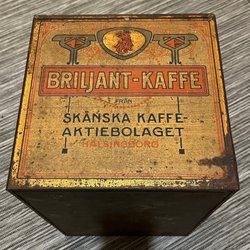 BRILJANT-KAFFE
FRÅN
SKÅNSKA KAFFE-
AKTIEBOLAGET
HÄLSINGBORG